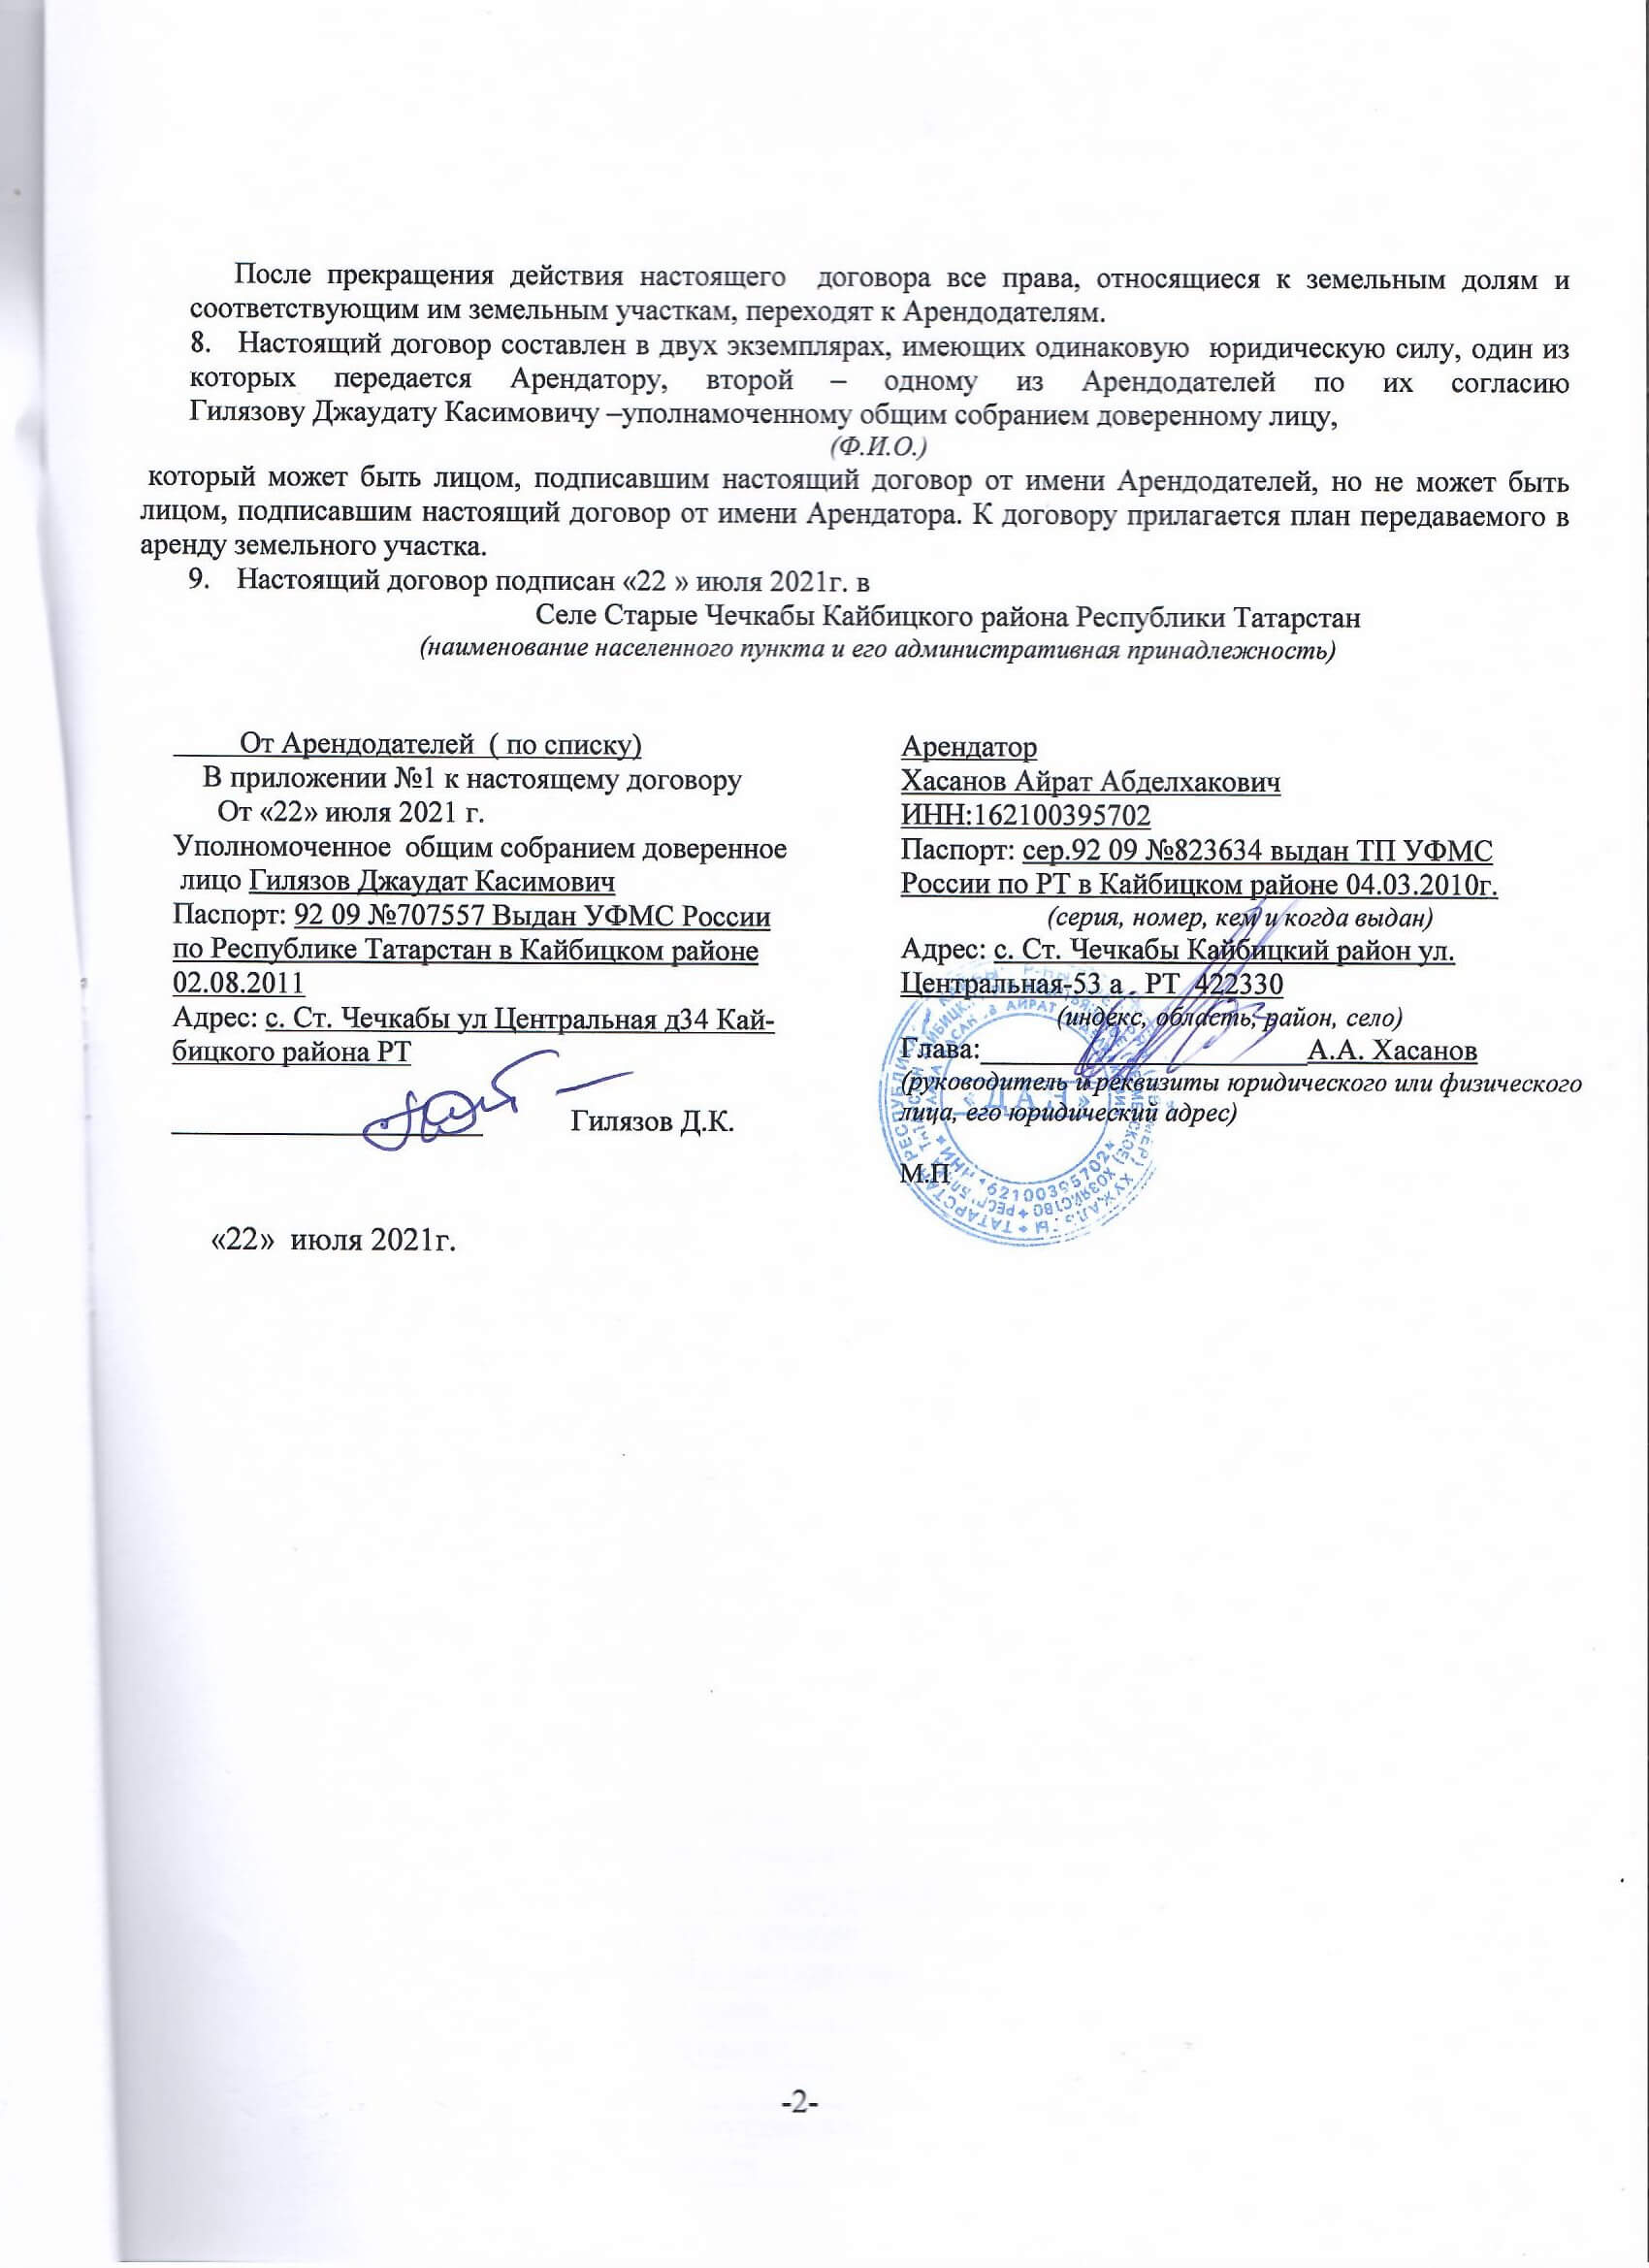 После прекращения действия настоящего договора все права, относящиеся к земельным долям и
соответствующим им земельным участкам, переходят к Арендодателям.
8. Настоящий договор составлен в двух экземплярах, имеющих одинаковую юридическую силу, один из
которых передается Арендатору, второй – одному из Арендодателей по их согласию
Гилязову Джаудату Касимовичу –уполнамоченному общим собранием доверенному лицу,
(Ф.И.О.)
который может быть лицом, подписавшим настоящий договор от имени Арендодателей, но не может быть
лицом, подписавшим настоящий договор от имени Арендатора. К договору прилагается план передаваемого в
аренду земельного участка.
9. Настоящий договор подписан «22 » июля 2021г. в
Селе Старые Чечкабы Кайбицкого района Республики Татарстан
(наименование населенного пункта и его административная принадлежность)
От Арендодателей ( по списку)
В приложении №1 к настоящему договору
От «22» июля 2021 г.
Уполномоченное общим собранием доверенное
лицо Гилязов Джаудат Касимович
Паспорт: 92 09 №707557 Выдан УФМС России
по Республике Татарстан в Кайбицком районе
02.08.2011
Адрес: с. Ст. Чечкабы ул Центральная д34 Кай-
бицкого района РТ
Гилязов Д.К.
«22» июля 2021г.
Арендатор
Хасанов Айрат Абделхакович
ИНН:162100395702
Паспорт: сер.92 09 №823634 выдан ТП УФМС
России по РТ в Кайбицком районе 04.03.2010г.
(серия, номер, кем и когда выдан)
Адрес: с. Ст. Чечкабы Кайбицкий район ул.
Центральная-53 а . РТ 422330
(индекс, область, район, село)
Глава: А.А. Хасанов
(руководитель и реквизиты юридического или физического
лица, его юридический адрес)
М.П
-2-